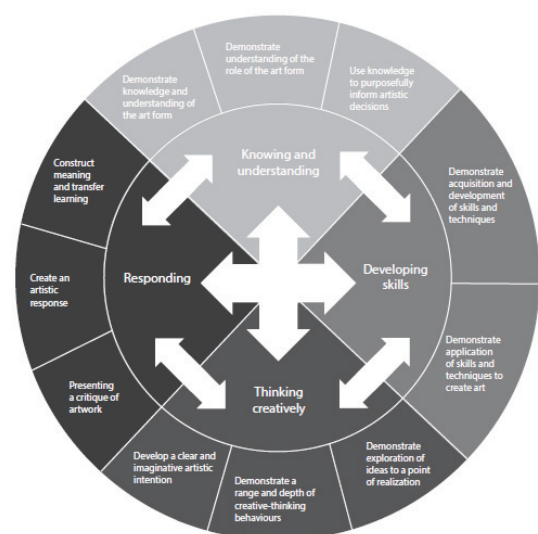 Demonstrate
knowledge and
understanding of
the art form
Demonstrate
understanding of the
role of the art form
Use knowledge
to purposefully
inform artistic
decisions
Knowing and
understanding
Construct
meaning
and transfer
learning
Create an
artistic
response
Presenting
a critique of
artwork
Responding
Developing
skills
Demonstrate
acquisition and
development
of skills and
techniques
Demonstrate
application
of skills and
techniques to
create art
Thinking
creatively
Develop a clear and
imaginative artistic
intention
Demonstrate a
range and depth of
creative-thinking
behaviours
Demonstrate
exploration of
ideas to a point
of realization